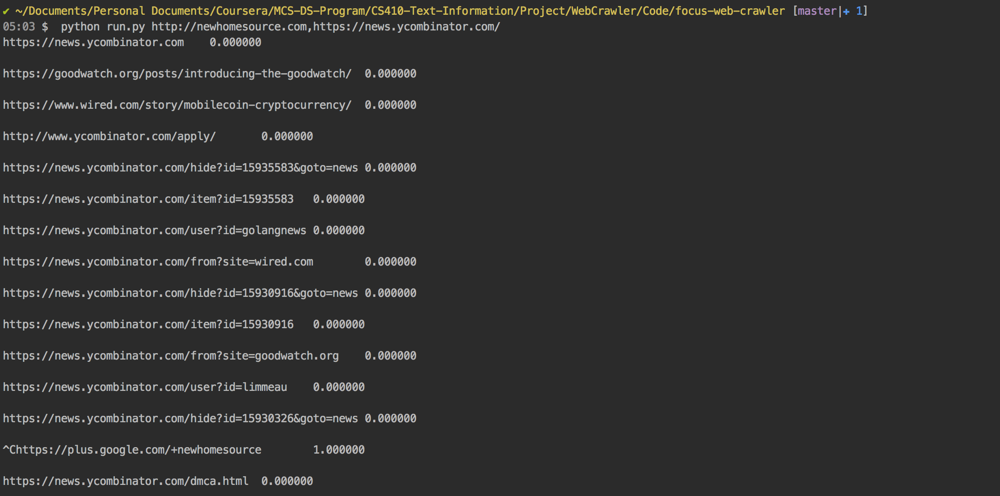 ✔ ~/Documents/Personal Documents/Coursera/MCS-DS-Program/CS410-Text-Information/Project/WebCrawler/Code/focus-web-crawler [master|✚ 1]
05:03 $  python run.py http://newhomesource.com,https://news.ycombinator.com/
https://news.ycombinator.com    0.000000
https://goodwatch.org/posts/introducing-the-goodwatch/  0.000000
https://www.wired.com/story/mobilecoin-cryptocurrency/  0.000000
http://www.ycombinator.com/apply/       0.000000
https://news.ycombinator.com/hide?id=15935583&goto=news 0.000000
https://news.ycombinator.com/item?id=15935583   0.000000
https://news.ycombinator.com/user?id=golangnews 0.000000
https://news.ycombinator.com/from?site=wired.com        0.000000
https://news.ycombinator.com/hide?id=15930916&goto=news 0.000000
https://news.ycombinator.com/item?id=15930916   0.000000
https://news.ycombinator.com/from?site=goodwatch.org    0.000000
https://news.ycombinator.com/user?id=limmeau    0.000000
https://news.ycombinator.com/hide?id=15930326&goto=news 0.000000
^Chttps://plus.google.com/+newhomesource        1.000000
https://news.ycombinator.com/dmca.html  0.000000